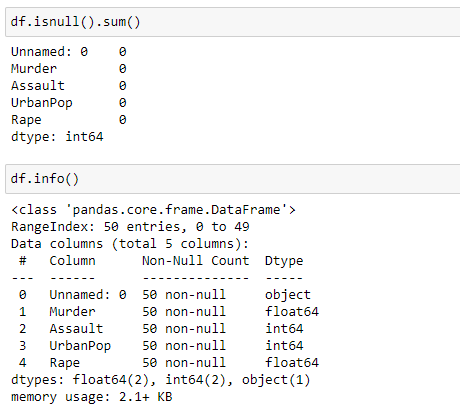 df.isnull().sum()
Unnamed: 0    0
Murder        0
Assault       0
UrbanPop      0
Rape          0
dtype: int64
df.info()
<class 'pandas.core.frame.DataFrame'>
RangeIndex: 50 entries, 0 to 49
Data columns (total 5 columns):
 #   Column      Non-Null Count  Dtype
---  ------      --------------  -----
 0   Unnamed: 0  50 non-null     object
 1   Murder      50 non-null     float64
 2   Assault     50 non-null     int64
 3   UrbanPop    50 non-null     int64
 4   Rape        50 non-null     float64
dtypes: float64(2), int64(2), object(1)
memory usage: 2.1+ KB